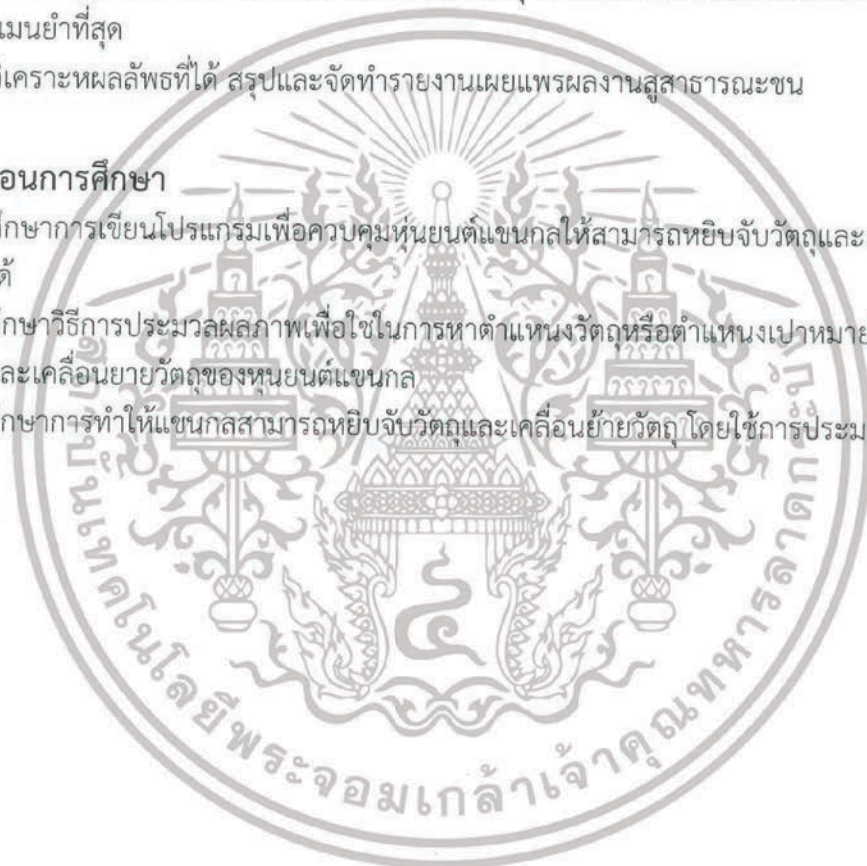 แมนยำที่สุด
วิเคราะหผลลัพธที่ได้ สรุปและจัดทำรายงานเผยแพรผลงานสูสาธารณะชน
อนการศึกษา
ศึกษาการเขียนโปรแกรมเพื่อควบคุมหุ่นยนต์แขนกลให้สามารถหยิบจับวัตถุและ
ได้
ศึกษาวิธีการประมวลผลภาพเพื่อใชในการหาตำแหนงวัตถุหรือตำแหนงเปาหมาย
และเคลื่อนยายวัตถุของหุนยนต์แขนกล
ศึกษาการทำให้แขนกลสามารถหยิบจับวัตถุและเคลื่อนย้ายวัตถุ โดยใช้การประม
สถาบันเทคโนโลยีพระจอมเกล้าเจ้าคุณทหารลาดกระบัง